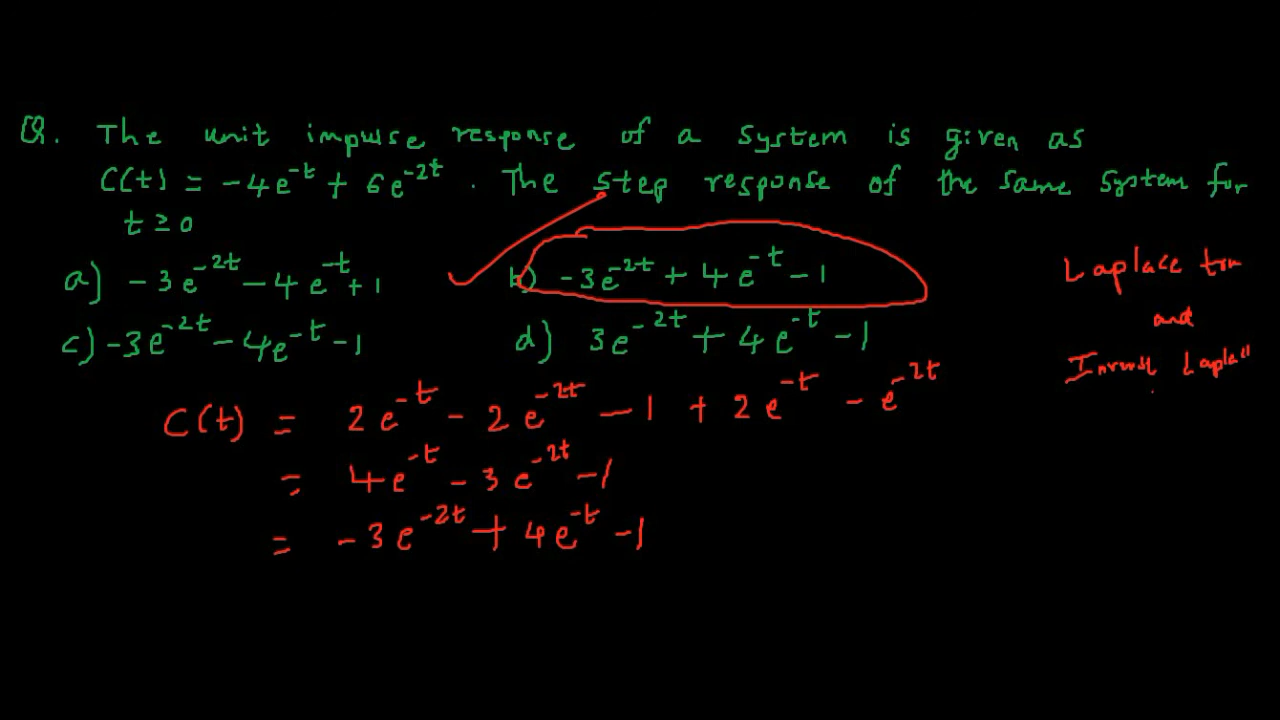 Q. The unit impulse response of a system is given as
C(t) = -4e^-t + 6e^-2t . The step response of the same system for
t ≥ 0
a) -3e^-2t - 4e^-t + 1 b) -3e^-2t + 4e^-t - 1
c) -3e^-2t - 4e^-t - 1 d) 3e^-2t + 4e^-t - 1
Laplace
and
Laplace
C(t) = 2e^-t - 2e^-2t - 1 + 2e^-t - e^-2t
= 4e^-t - 3e^-2t - 1
= -3e^-2t + 4e^-t - 1